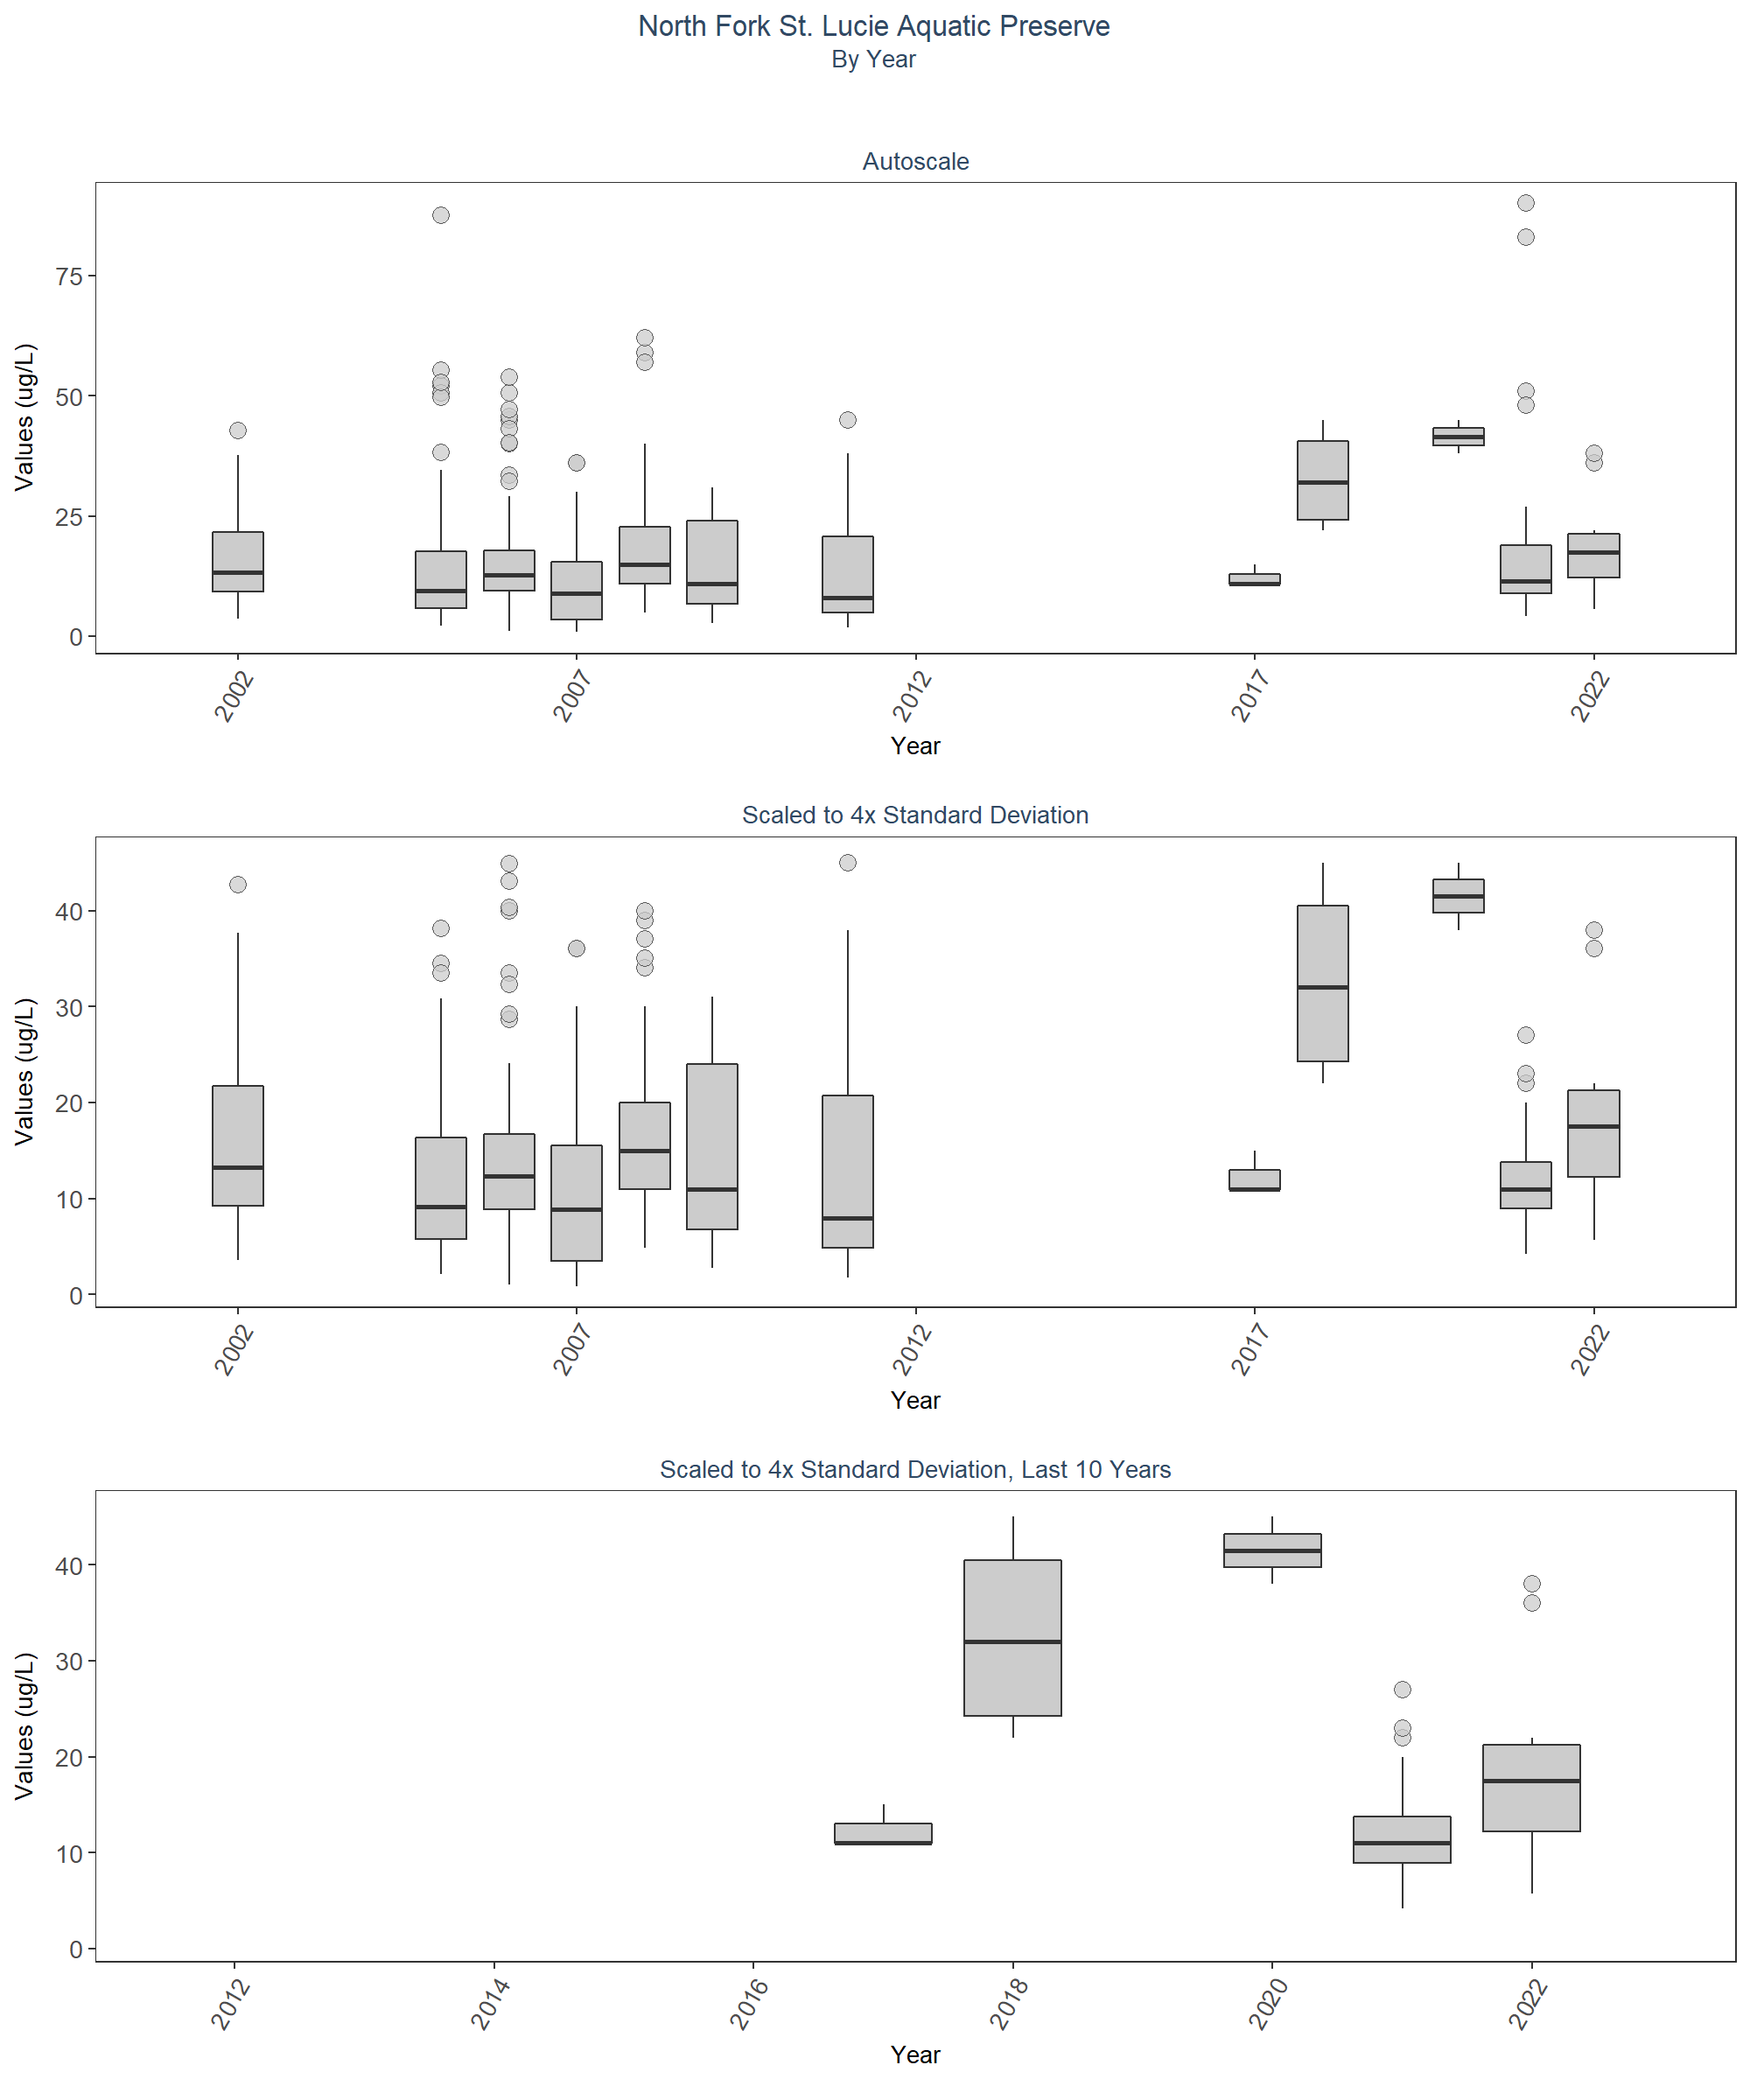 North Fork St. Lucie Aquatic Preserve
By Year
Autoscale
Values (ug/L)
75
50
25
0
2002
2007
2012
2017
2022
Year
Scaled to 4x Standard Deviation
Values (ug/L)
40
30
20
10
0
2002
2007
2012
2017
2022
Year
Scaled to 4x Standard Deviation, Last 10 Years
Values (ug/L)
40
30
20
10
0
2012
2014
2016
2018
2020
2022
Year